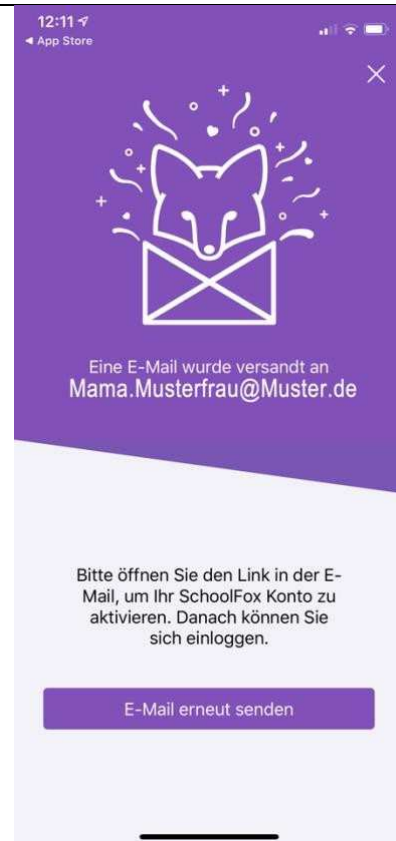 12:11
◄ App Store
Eine E-Mail wurde versandt an
Mama.Musterfrau@Muster.de
Bitte öffnen Sie den Link in der E-
Mail, um Ihr SchoolFox Konto zu
aktivieren. Danach können Sie
sich einloggen.
E-Mail erneut senden